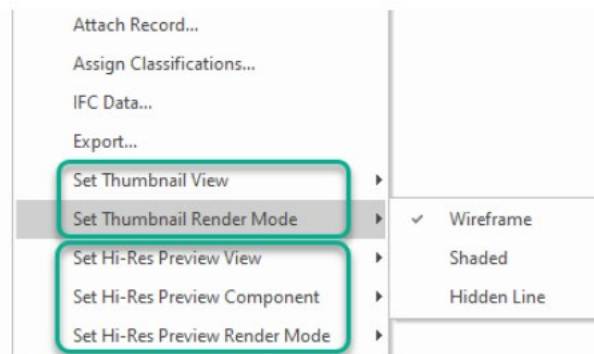 Attach Record...
Assign Classifications...
IFC Data...
Export...
Set Thumbnail View
Set Thumbnail Render Mode
Set Hi-Res Preview View
Set Hi-Res Preview Component
Set Hi-Res Preview Render Mode
Wireframe
Shaded
Hidden Line